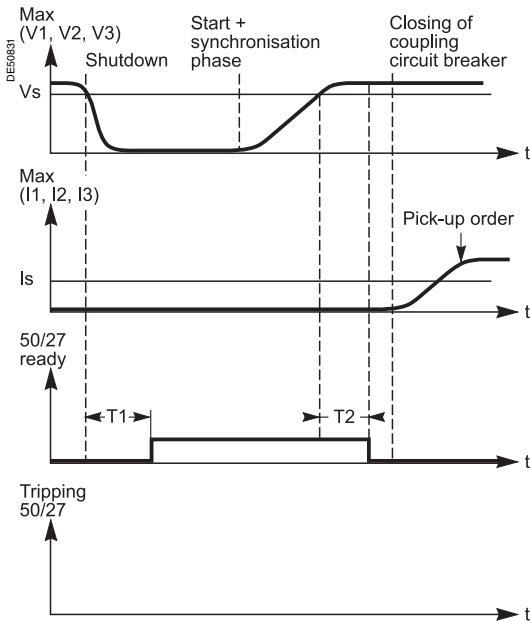 Max
(V1, V2, V3)
DE50831
Shutdown
Start +
synchronisation
phase
Closing of
coupling
circuit breaker
Vs
t
Max
(I1, I2, I3)
Pick-up order
Is
t
50/27
ready
T1
T2
t
Tripping
50/27
t